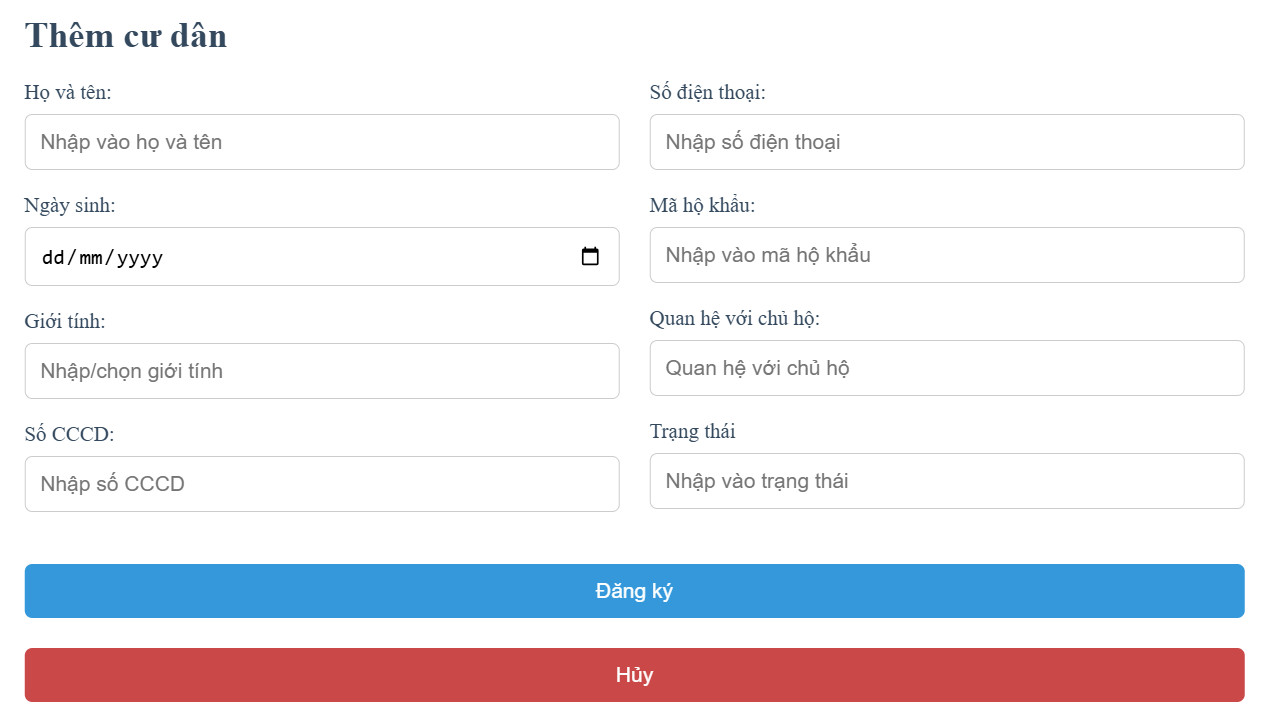 Thêm cư dân
Họ và tên:
Nhập vào họ và tên
Ngày sinh:
dd/mm/yyyy
Giới tính:
Nhập/chọn giới tính
Số CCCD:
Nhập số CCCD
Số điện thoại:
Nhập số điện thoại
Mã hộ khẩu:
Nhập vào mã hộ khẩu
Quan hệ với chủ hộ:
Quan hệ với chủ hộ
Trạng thái
Nhập vào trạng thái
Đăng ký
Hủy